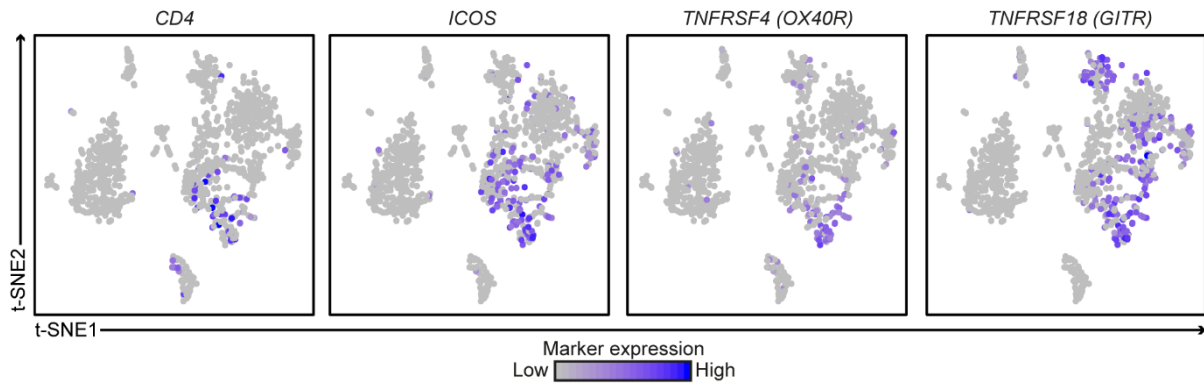 CD4
ICOS
TNFRSF4 (OX40R)
TNFRSF18 (GITR)
t-SNE2
t-SNE1
Marker expression
Low High